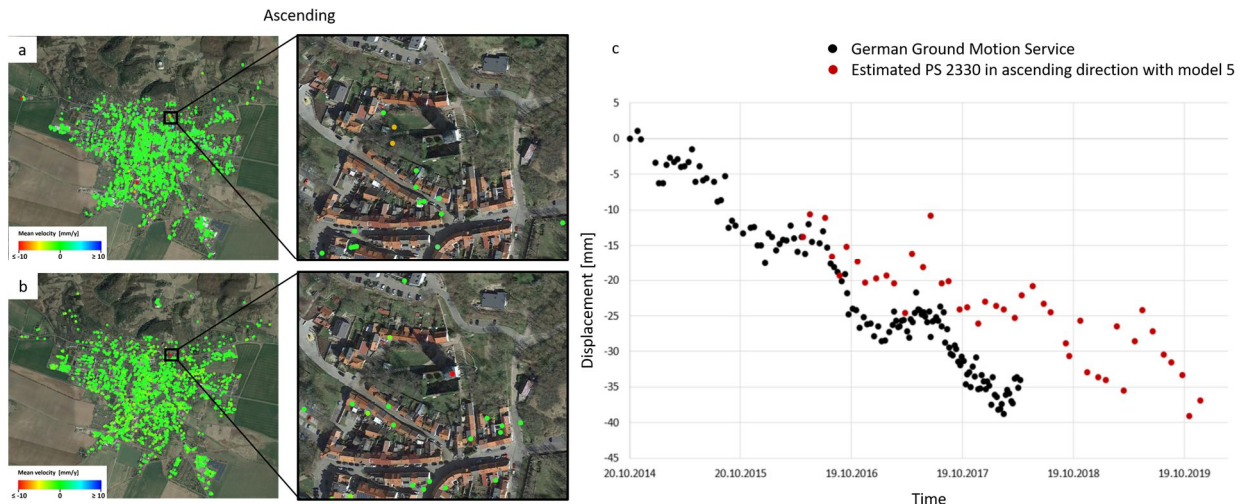 Ascending
a
Mean velocity [mm/y]
≤ -10 0 ≥ 10
b
Mean velocity [mm/y]
≤ -10 0 ≥ 10
c
German Ground Motion Service
Estimated PS 2330 in ascending direction with model 5
Displacement [mm]
5
0
-5
-10
-15
-20
-25
-30
-35
-40
-45
20.10.2014 20.10.2015 19.10.2016 19.10.2017 19.10.2018 19.10.2019
Time